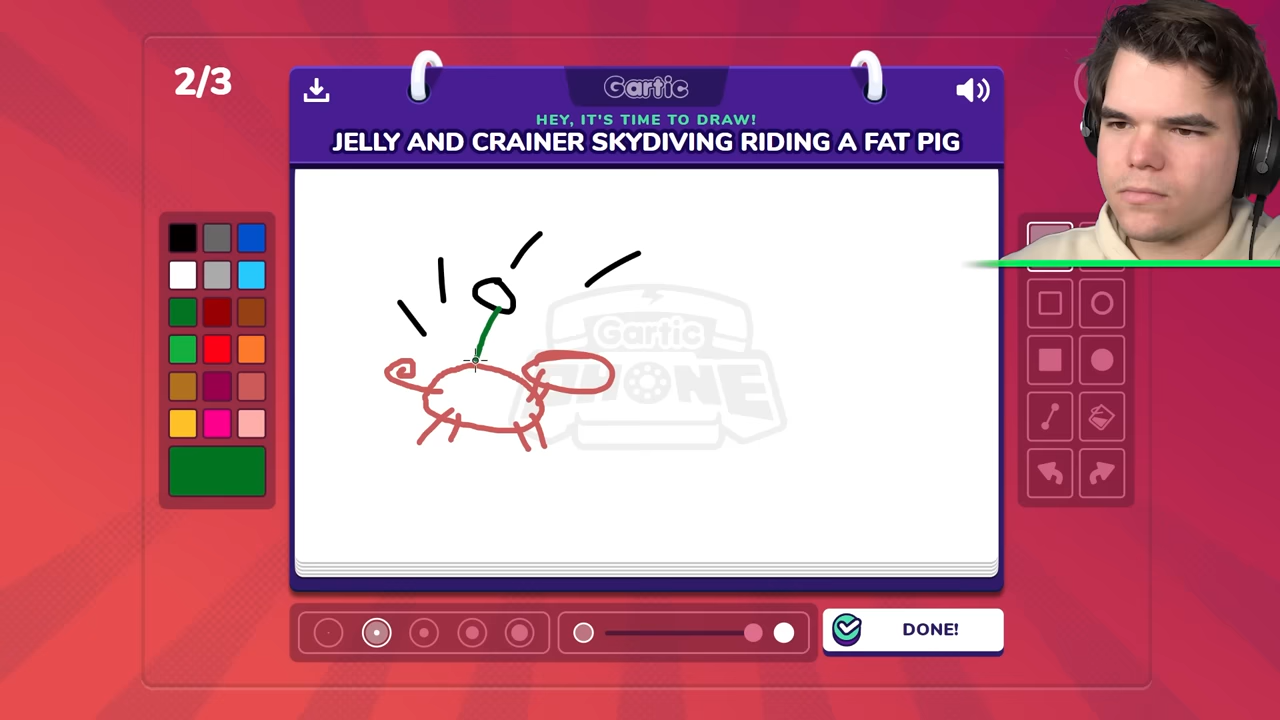 2/3
Gartic
HEY, IT'S TIME TO DRAW!
JELLY AND CRAINER SKYDIVING RIDING A FAT PIG
Gartic
PHONE
DONE!